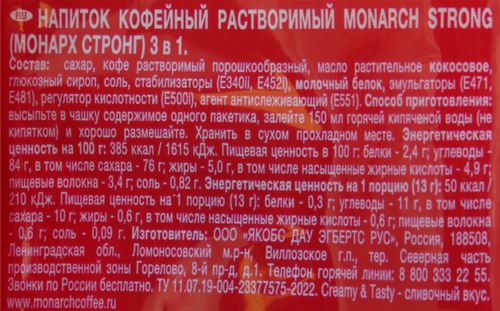 RU НАПИТОК КОФЕЙНЫЙ РАСТВОРИМЫЙ MONARCH STRONG
(МОНАРХ СТРОНГ) 3 в 1.
Состав: сахар, кофе растворимый порошкообразный, масло растительное кокосовое,
глюкозный сироп, соль, стабилизаторы (E340ii, E452i), молочный белок, эмульгаторы (E471,
E481), регулятор кислотности (E500i), агент антислеживающий (E551). Способ приготовления:
высыпьте в чашку содержимое одного пакетика, залейте 150 мл горячей кипяченой воды (не
кипятком) и хорошо размешайте. Хранить в сухом прохладном месте. Энергетическая
ценность на 100 г: 385 ккал / 1615 кДж. Пищевая ценность в 100 г: белки - 2,4 г; углеводы -
84 г, в том числе сахара - 76 г; жиры - 5,0 г, в том числе насыщенные жирные кислоты - 4,9 г;
пищевые волокна - 3,4 г; соль - 0,82 г. Энергетическая ценность на 1 порцию (13 г): 50 ккал /
210 кДж. Пищевая ценность на 1 порцию (13 г): белки - 0,3 г; углеводы - 11 г, в том числе
сахара - 10 г; жиры - 0,6 г, в том числе насыщенные жирные кислоты - 0,6 г; пищевые волокна
- 0,6 г; соль - 0,09 г. Изготовитель: ООО «ЯКОБС ДАУ ЭГБЕРТС РУС», Россия, 188508,
Ленинградская обл., Ломоносовский м.р-н, Виллозское г.п., тер. Северная часть
производственной зоны Горелово, 8-й пр-д, д.1. Телефон горячей линии: 8 800 333 22 55.
Звонки по России бесплатно. ТУ 11.07.19-004-23377575-2022. Creamy & Tasty - сливочный вкус.
www.monarchcoffee.ru